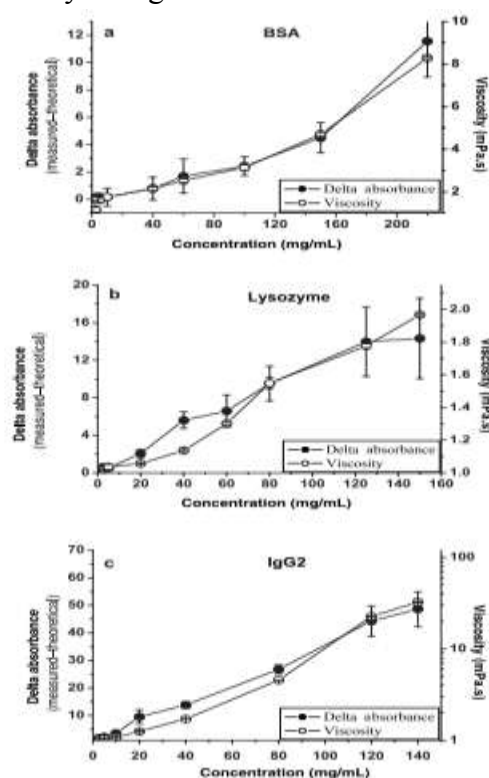 a
BSA
12
10
8
6
4
2
0
Delta absorbance
(measured–theoretical)
10
8
6
4
2
Viscosity (mPa.s)
Delta absorbance
Viscosity
0 40 80 120 160 200
Concentration (mg/mL)
b
Lysozyme
20
16
12
8
4
0
Delta absorbance
(measured–theoretical)
2.0
1.8
1.6
1.4
1.2
1.0
Viscosity (mPa.s)
Delta absorbance
Viscosity
0 20 40 60 80 100 120 140 160
Concentration (mg/mL)
c
IgG2
70
60
50
40
30
20
10
Delta absorbance
(measured–theoretical)
100
10
1
Viscosity (mPa.s)
Delta absorbance
Viscosity
0 20 40 60 80 100 120 140
Concentration (mg/mL)